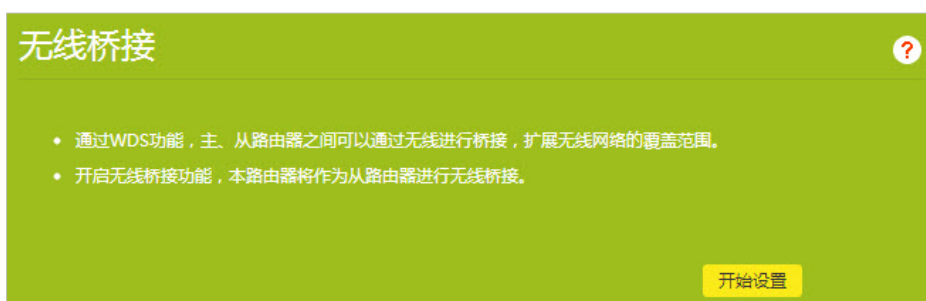 无线桥接
?
• 通过WDS功能，主、从路由器之间可以通过无线进行桥接，扩展无线网络的覆盖范围。
• 开启无线桥接功能，本路由器将作为从路由器进行无线桥接。
开始设置